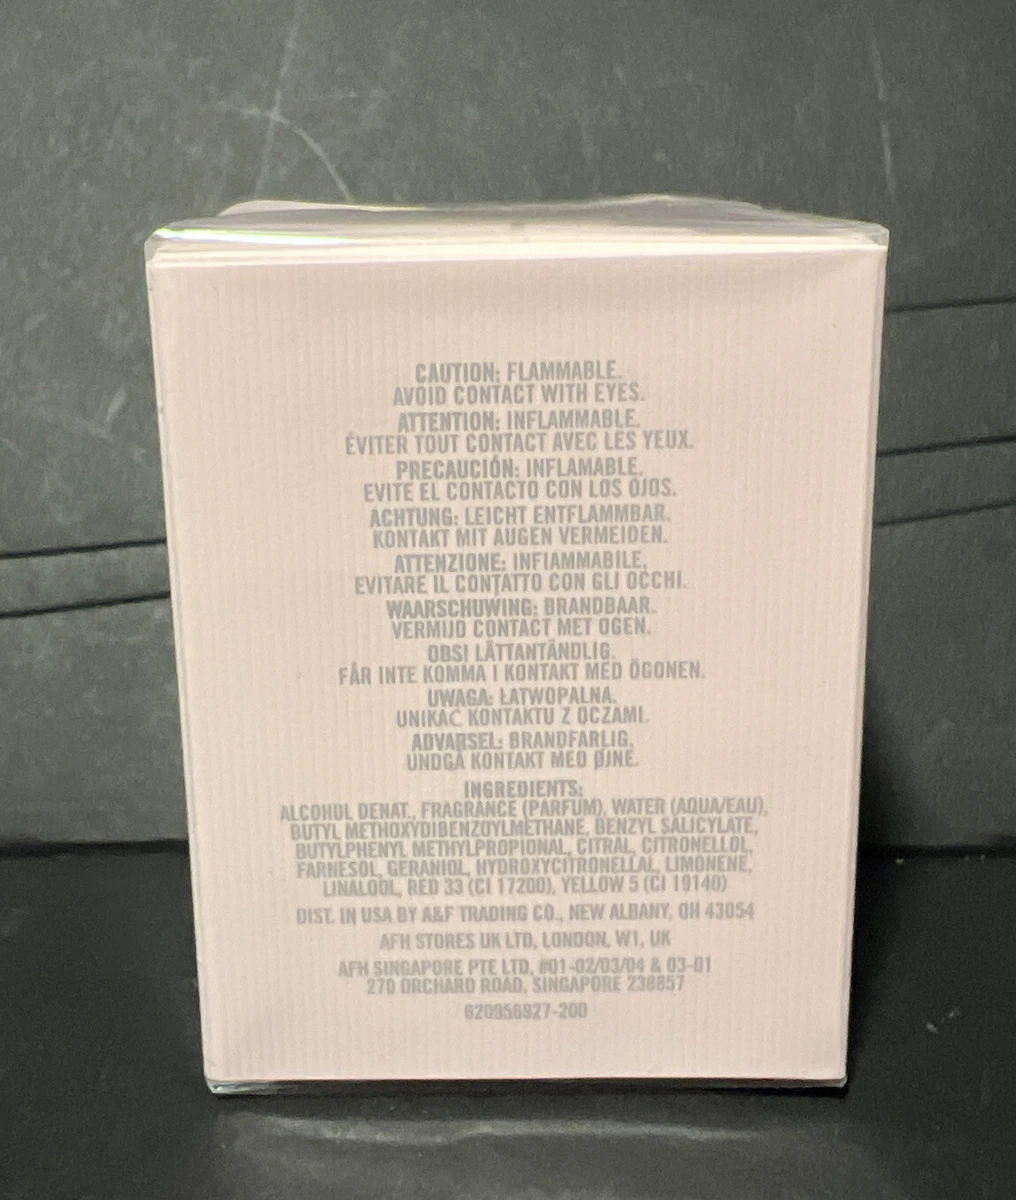 CAUTION: FLAMMABLE.
AVOID CONTACT WITH EYES.
ATTENTION: INFLAMMABLE.
ÉVITER TOUT CONTACT AVEC LES YEUX.
PRECAUCIÓN: INFLAMABLE.
EVITE EL CONTACTO CON LOS OJOS.
ACHTUNG: LEICHT ENTFLAMMBAR.
KONTAKT MIT AUGEN VERMEIDEN.
ATTENZIONE: INFIAMMABILE,
EVITARE IL CONTATTO CON GLI OCCHI.
WAARSCHUWING: BRANDBAAR.
VERMIJD CONTACT MET OGEN.
OBS! LÄTTANTÄNDLIG.
FÅR INTE KOMMA I KONTAKT MED ÖGONEN.
UWAGA: ŁATWOPALNA.
UNIKAĆ KONTAKTU Z OCZAMI.
ADVARSEL: BRANDFARLIG.
UNDGÅ KONTAKT MED ØJNE.
INGREDIENTS:
ALCOHOL DENAT., FRAGRANCE (PARFUM), WATER (AQUA/EAU),
BUTYL METHOXYDIBENZOYLMETHANE, BENZYL SALICYLATE,
BUTYLPHENYL METHYLPROPIONAL, CITRAL, CITRONELLOL,
FARNESOL, GERANIOL, HYDROXYCITRONELLAL, LIMONENE,
LINALOOL, RED 33 (CI 17200), YELLOW 5 (CI 19140)
DIST. IN USA BY A&F TRADING CO., NEW ALBANY, OH 43054
AFH STORES UK LTD, LONDON, W1, UK
AFH SINGAPORE PTE LTD, #01-02/03/04 & 03-01
270 ORCHARD ROAD, SINGAPORE 238857
620956927-200